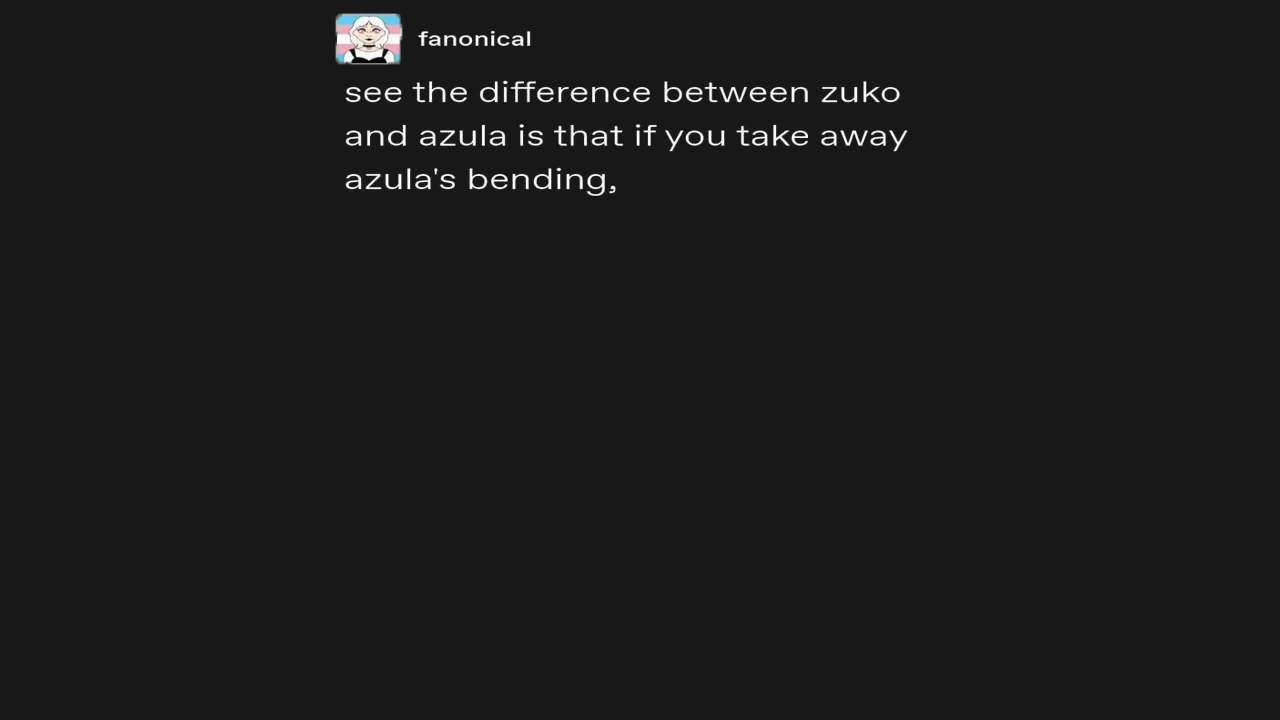 fanonical
see the difference between zuko
and azula is that if you take away
azula's bending,